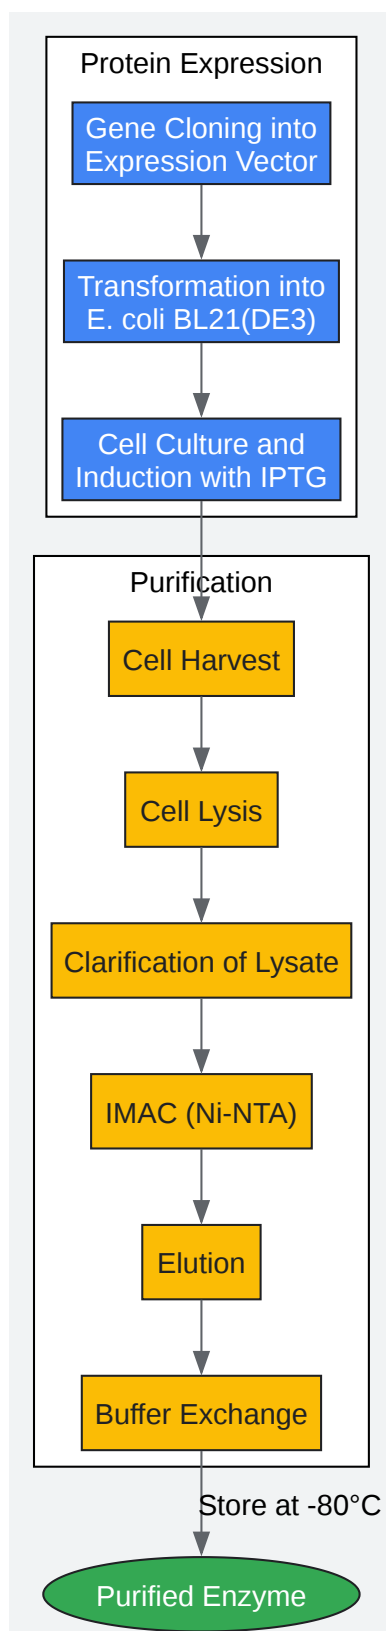 Protein Expression
Gene Cloning into
Expression Vector
Transformation into
E. coli BL21(DE3)
Cell Culture and
Induction with IPTG
Purification
Cell Harvest
Cell Lysis
Clarification of Lysate
IMAC (Ni-NTA)
Elution
Buffer Exchange
Store at -80°C
Purified Enzyme